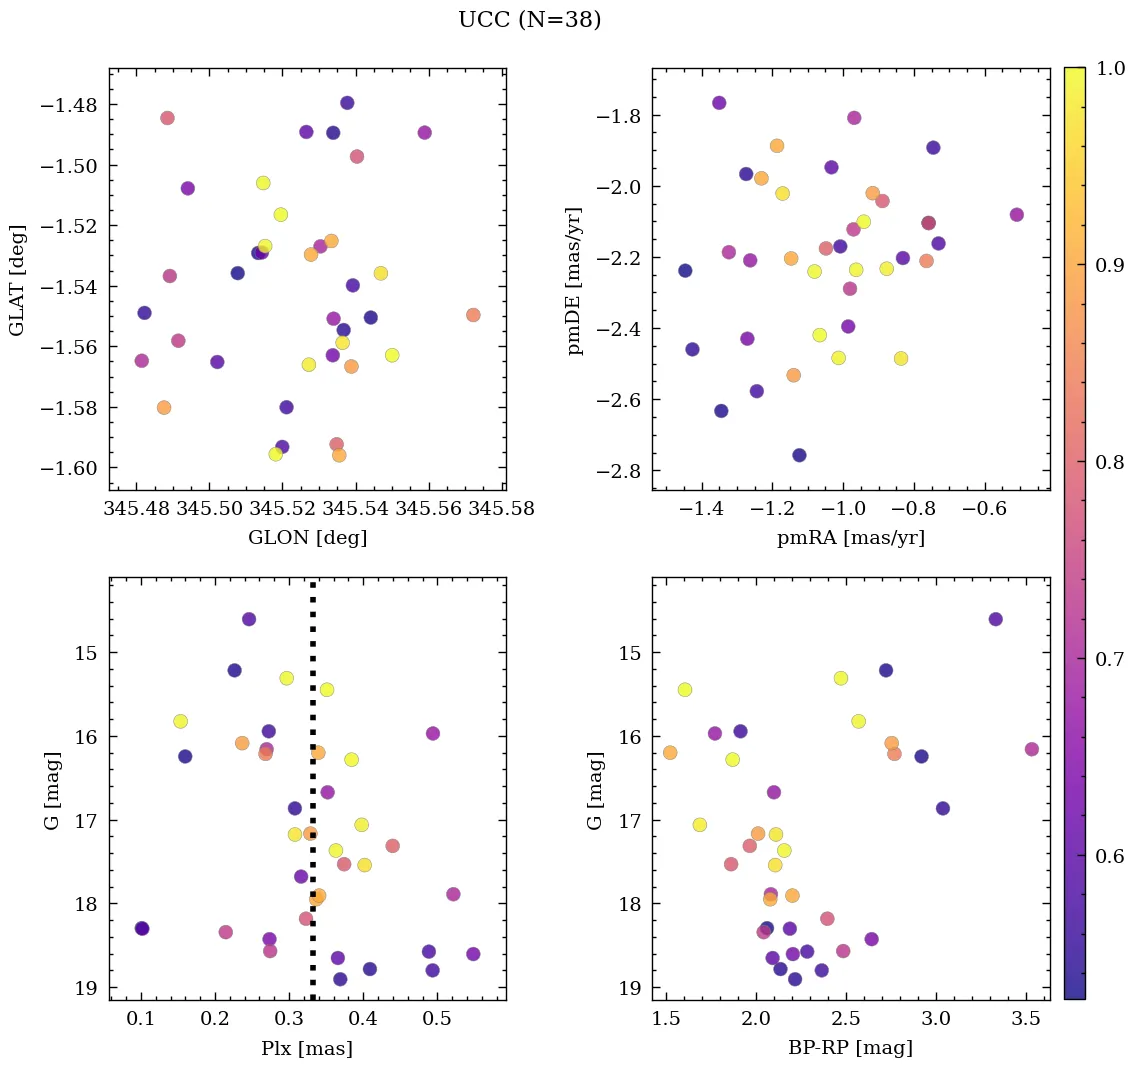 UCC (N=38)
−1.48
−1.50
−1.52
−1.54
−1.56
−1.58
−1.60
GLAT [deg]
345.48 345.50 345.52 345.54 345.56 345.58
GLON [deg]
−1.8
−2.0
−2.2
−2.4
−2.6
−2.8
pmDE [mas/yr]
−1.4 −1.2 −1.0 −0.8 −0.6
pmRA [mas/yr]
15
16
17
18
19
G [mag]
0.1 0.2 0.3 0.4 0.5
Plx [mas]
15
16
17
18
19
G [mag]
1.5 2.0 2.5 3.0 3.5
BP-RP [mag]
1.0
0.9
0.8
0.7
0.6